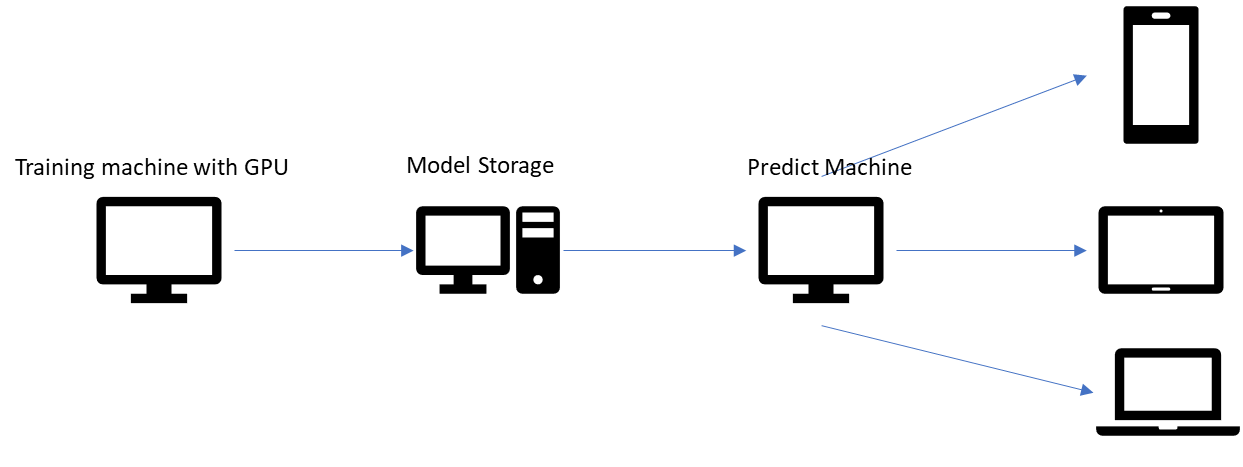 Training machine with GPU
Model Storage
Predict Machine